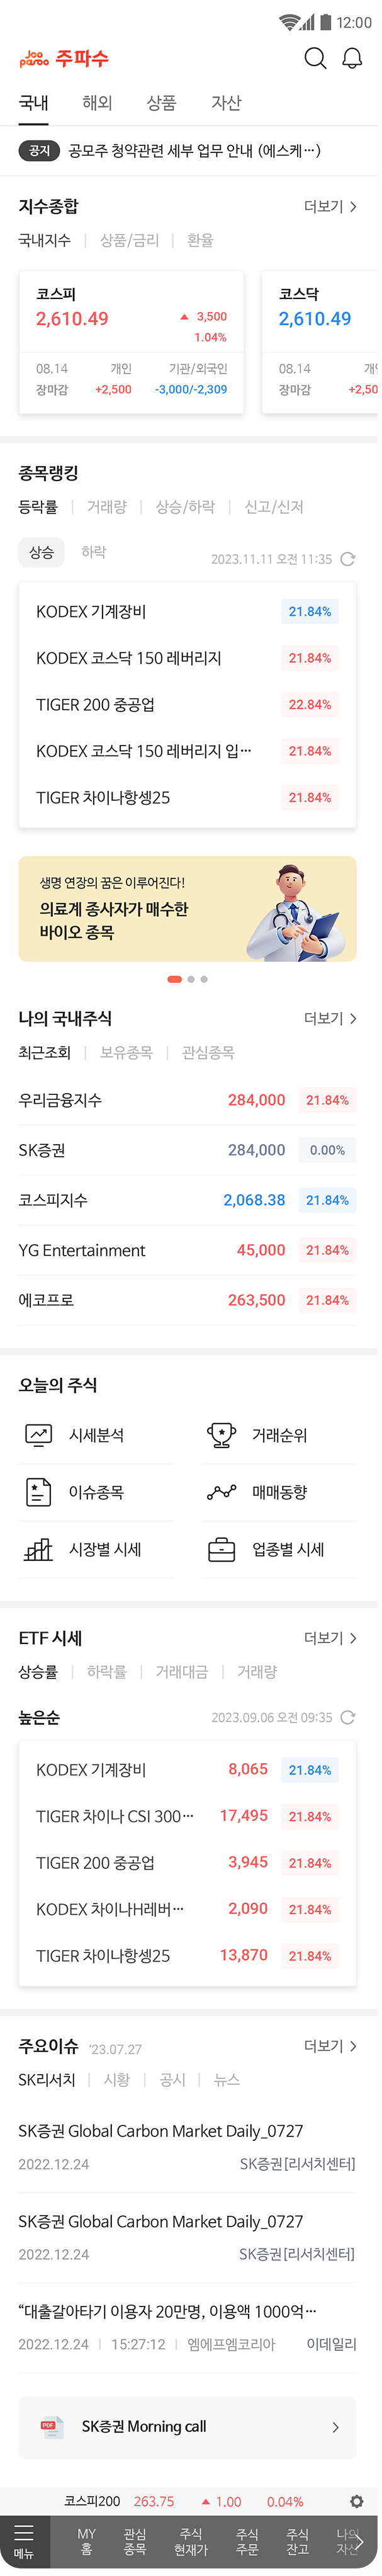 12:00
Joo
paroo 주파수
국내 해외 상품 자산
공지 공모주 청약관련 세부 업무 안내 (에스케…)
지수종합 더보기
국내지수 | 상품/금리 | 환율
코스피 코스닥
2,610.49 ▲ 3,500 2,610.49
1.04%
08.14 개인 기관/외국인 08.14
장마감 +2,500 -3,000/-2,309 장마감
종목랭킹
등락률 | 거래량 | 상승/하락 | 신고/신저
상승 하락 2023.11.11 오전 11:35
KODEX 기계장비 21.84%
KODEX 코스닥 150 레버리지 21.84%
TIGER 200 중공업 22.84%
KODEX 코스닥 150 레버리지 입… 21.84%
TIGER 차이나항셍25 21.84%
생명 연장의 꿈은 이루어진다!
의료계 종사자가 매수한
바이오 종목
나의 국내주식 더보기
최근조회 | 보유종목 | 관심종목
우리금융지수 284,000 21.84%
SK증권 284,000 0.00%
코스피지수 2,068.38 21.84%
YG Entertainment 45,000 21.84%
에코프로 263,500 21.84%
오늘의 주식
시세분석 거래순위
이슈종목 매매동향
시장별 시세 업종별 시세
ETF 시세 더보기
상승률 | 하락률 | 거래대금 | 거래량
높은순 2023.09.06 오전 09:35
KODEX 기계장비 8,065 21.84%
TIGER 차이나 CSI 300… 17,495 21.84%
TIGER 200 중공업 3,945 21.84%
KODEX 차이나H레버… 2,090 21.84%
TIGER 차이나항셍25 13,870 21.84%
주요이슈 '23.07.27 더보기
SK리서치 | 시황 | 공시 | 뉴스
SK증권 Global Carbon Market Daily_0727
2022.12.24 SK증권[리서치센터]
SK증권 Global Carbon Market Daily_0727
2022.12.24 SK증권[리서치센터]
“대출갈아타기 이용자 20만명, 이용액 1000억…
2022.12.24 | 15:27:12 | 엠에프엠코리아 이데일리
PDF SK증권 Morning call
코스피200 263.75 ▲ 1.00 0.04%
메뉴
MY 관심 주식 주식 주식 나의
홈 종목 현재가 주문 잔고 자산